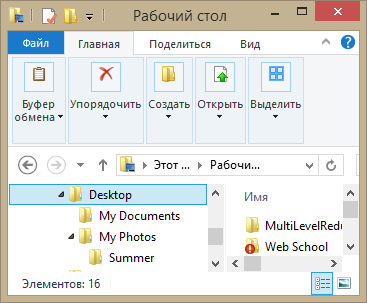 Рабочий стол
Файл Главная Поделиться Вид
Буфер обмена
Упорядочить
Создать
Открыть
Выделить
Этот ... Рабочи...
Desktop
My Documents
My Photos
Summer
Имя
MultiLevelRedu
Web School
Элементов: 16